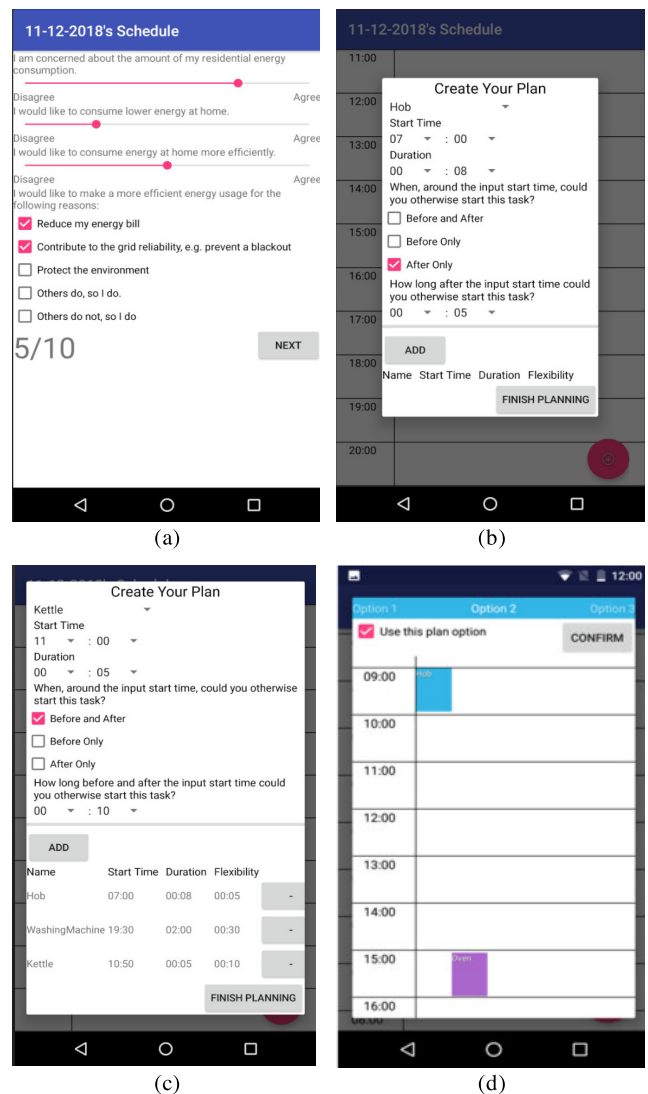 11-12-2018's Schedule
I am concerned about the amount of my residential energy
consumption.
Disagree Agree
I would like to consume lower energy at home.
Disagree Agree
I would like to consume energy at home more efficiently.
Disagree Agree
I would like to make a more efficient energy usage for the
following reasons:
Reduce my energy bill
Contribute to the grid reliability, e.g. prevent a blackout
Protect the environment
Others do, so I do.
Others do not, so I do
5/10 NEXT
(a)
11-12-2018's Schedule
11:00
12:00
13:00
14:00
15:00
16:00
17:00
18:00
19:00
20:00
Create Your Plan
Hob
Start Time
07 : 00
Duration
00 : 08
When, around the input start time, could
you otherwise start this task?
Before and After
Before Only
After Only
How long after the input start time could
you otherwise start this task?
00 : 05
ADD
Name Start Time Duration Flexibility
FINISH PLANNING
(b)
Create Your Plan
Kettle
Start Time
11 : 00
Duration
00 : 05
When, around the input start time, could you otherwise
start this task?
Before and After
Before Only
After Only
How long before and after the input start time could
you otherwise start this task?
00 : 10
ADD
Name Start Time Duration Flexibility
Hob 07:00 00:08 00:05 -
WashingMachine 19:30 02:00 00:30 -
Kettle 10:50 00:05 00:10 -
FINISH PLANNING
(c)
12:00
Option 1 Option 2 Option 3
Use this plan option CONFIRM
09:00 Hob
10:00
11:00
12:00
13:00
14:00
15:00 Oven
16:00
(d)